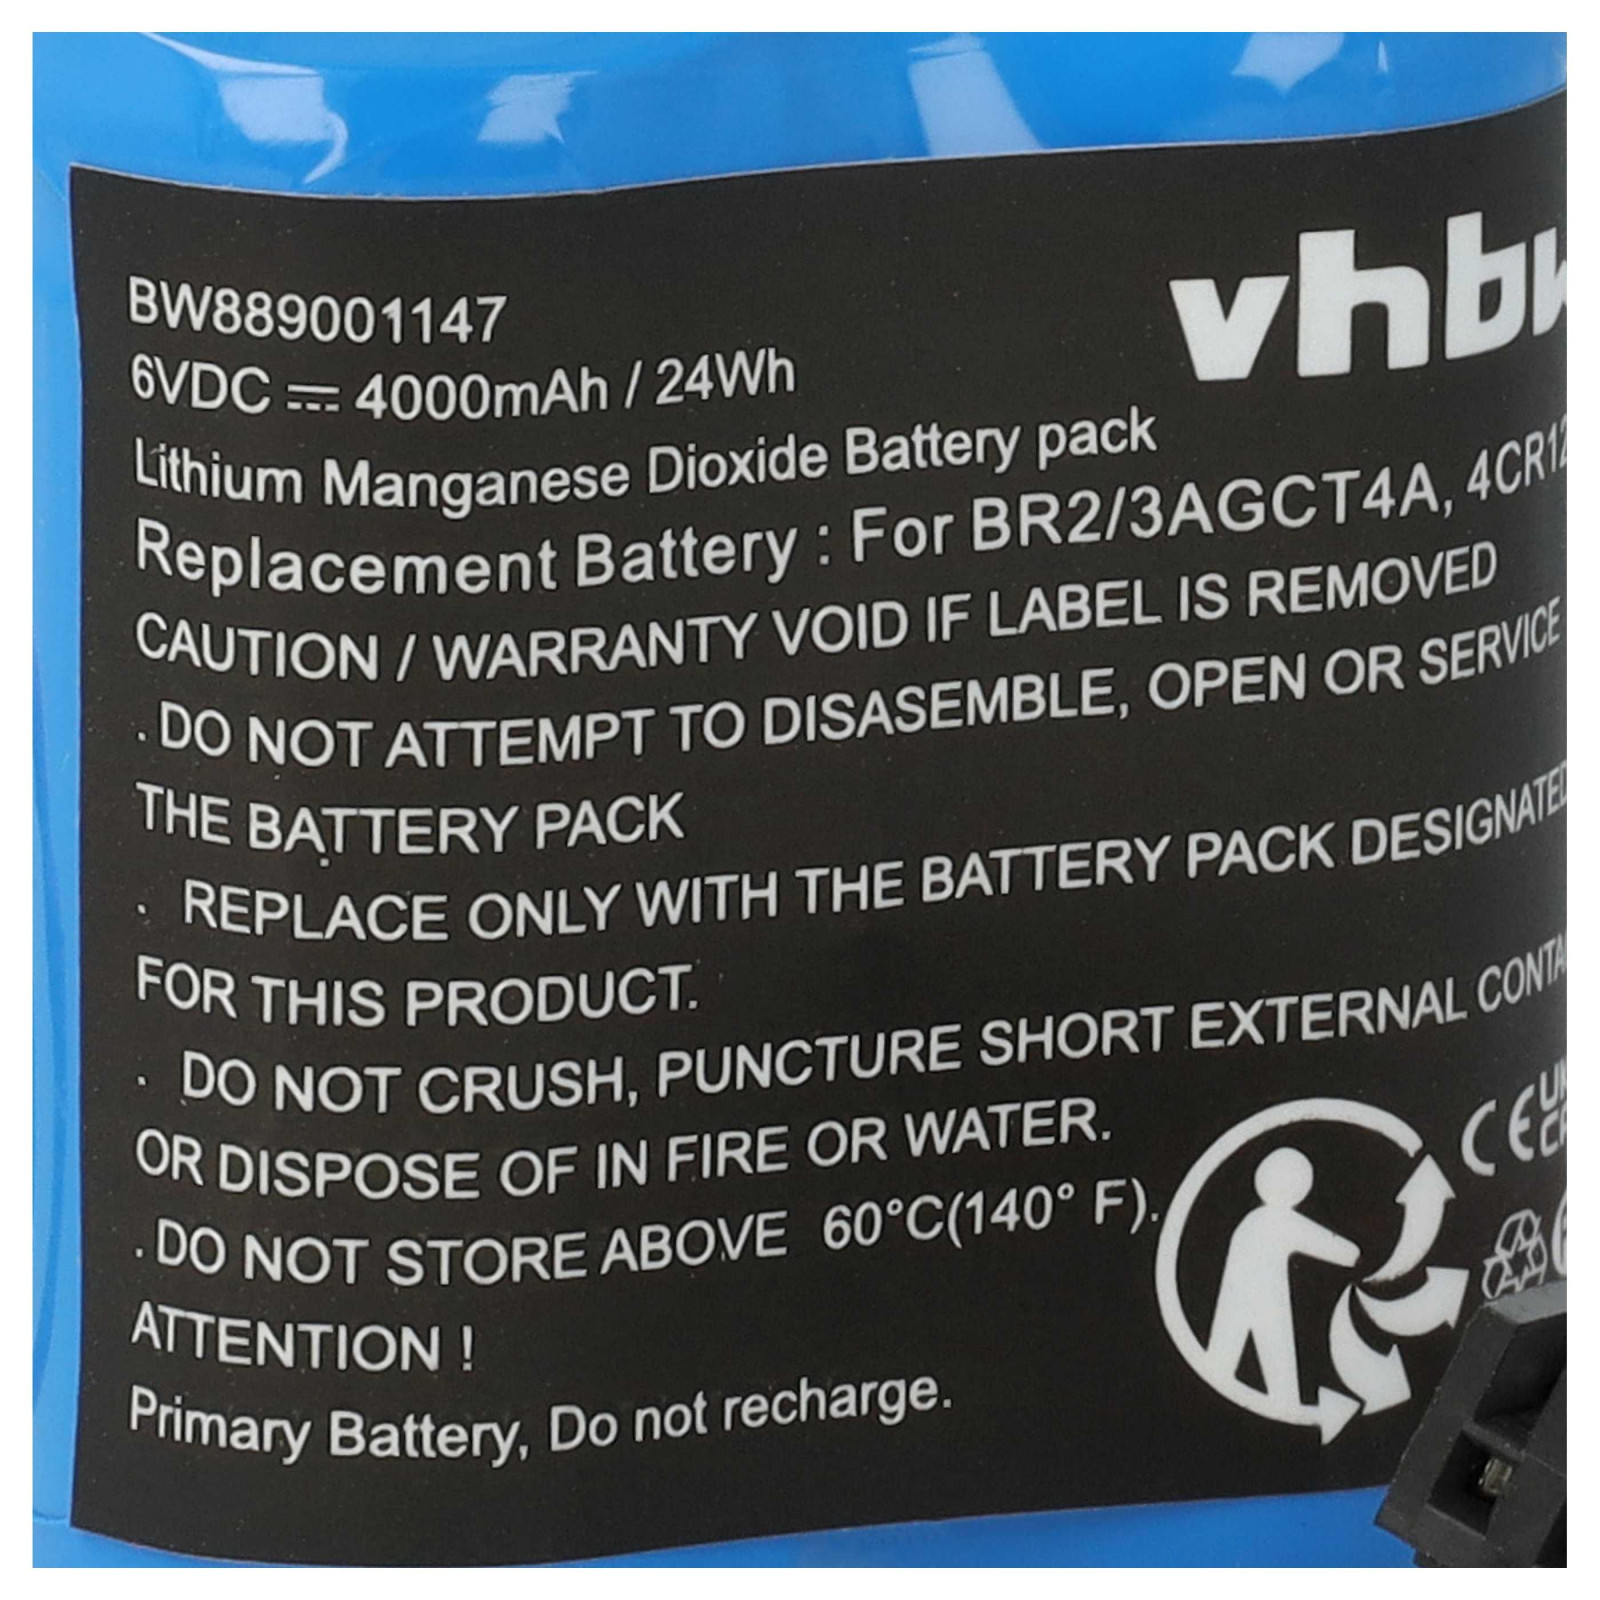 vhbw
BW889001147
6VDC ⎓ 4000mAh / 24Wh
Lithium Manganese Dioxide Battery pack
Replacement Battery : For BR2/3AGCT4A,
CAUTION / WARRANTY VOID IF LABEL IS REMOVED
. DO NOT ATTEMPT TO DISASEMBLE, OPEN OR SERVICE
THE BATTERY PACK
. REPLACE ONLY WITH THE BATTERY PACK DESIGNATED
FOR THIS PRODUCT.
. DO NOT CRUSH, PUNCTURE SHORT EXTERNAL
OR DISPOSE OF IN FIRE OR WATER.
. DO NOT STORE ABOVE 60°C(140° F).
ATTENTION !
Primary Battery, Do not recharge.
CE